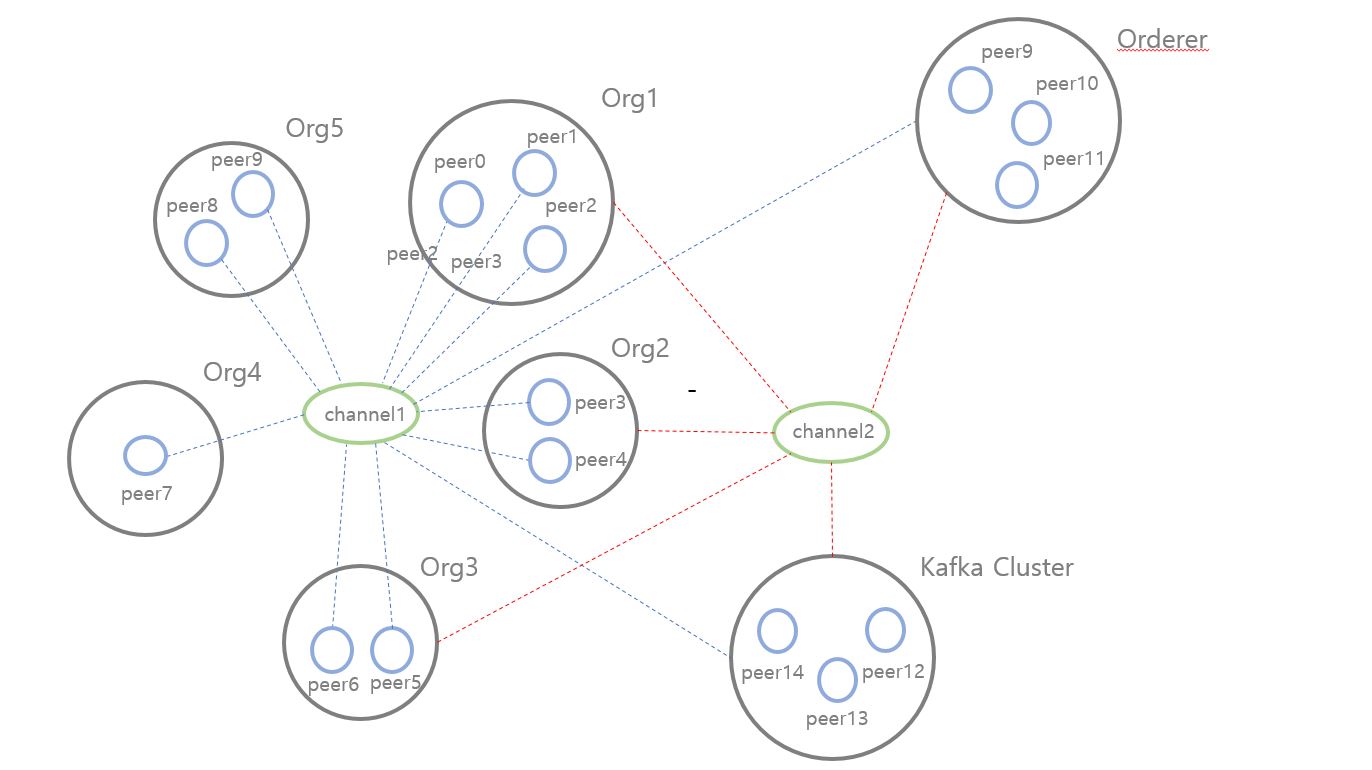 Orderer
peer9
peer10
peer11
Org1
peer1
peer0
peer2
peer2
peer3
Org5
peer9
peer8
Org4
peer7
channel1
Org2
peer3
peer4
-
channel2
Org3
peer6
peer5
Kafka Cluster
peer14
peer12
peer13